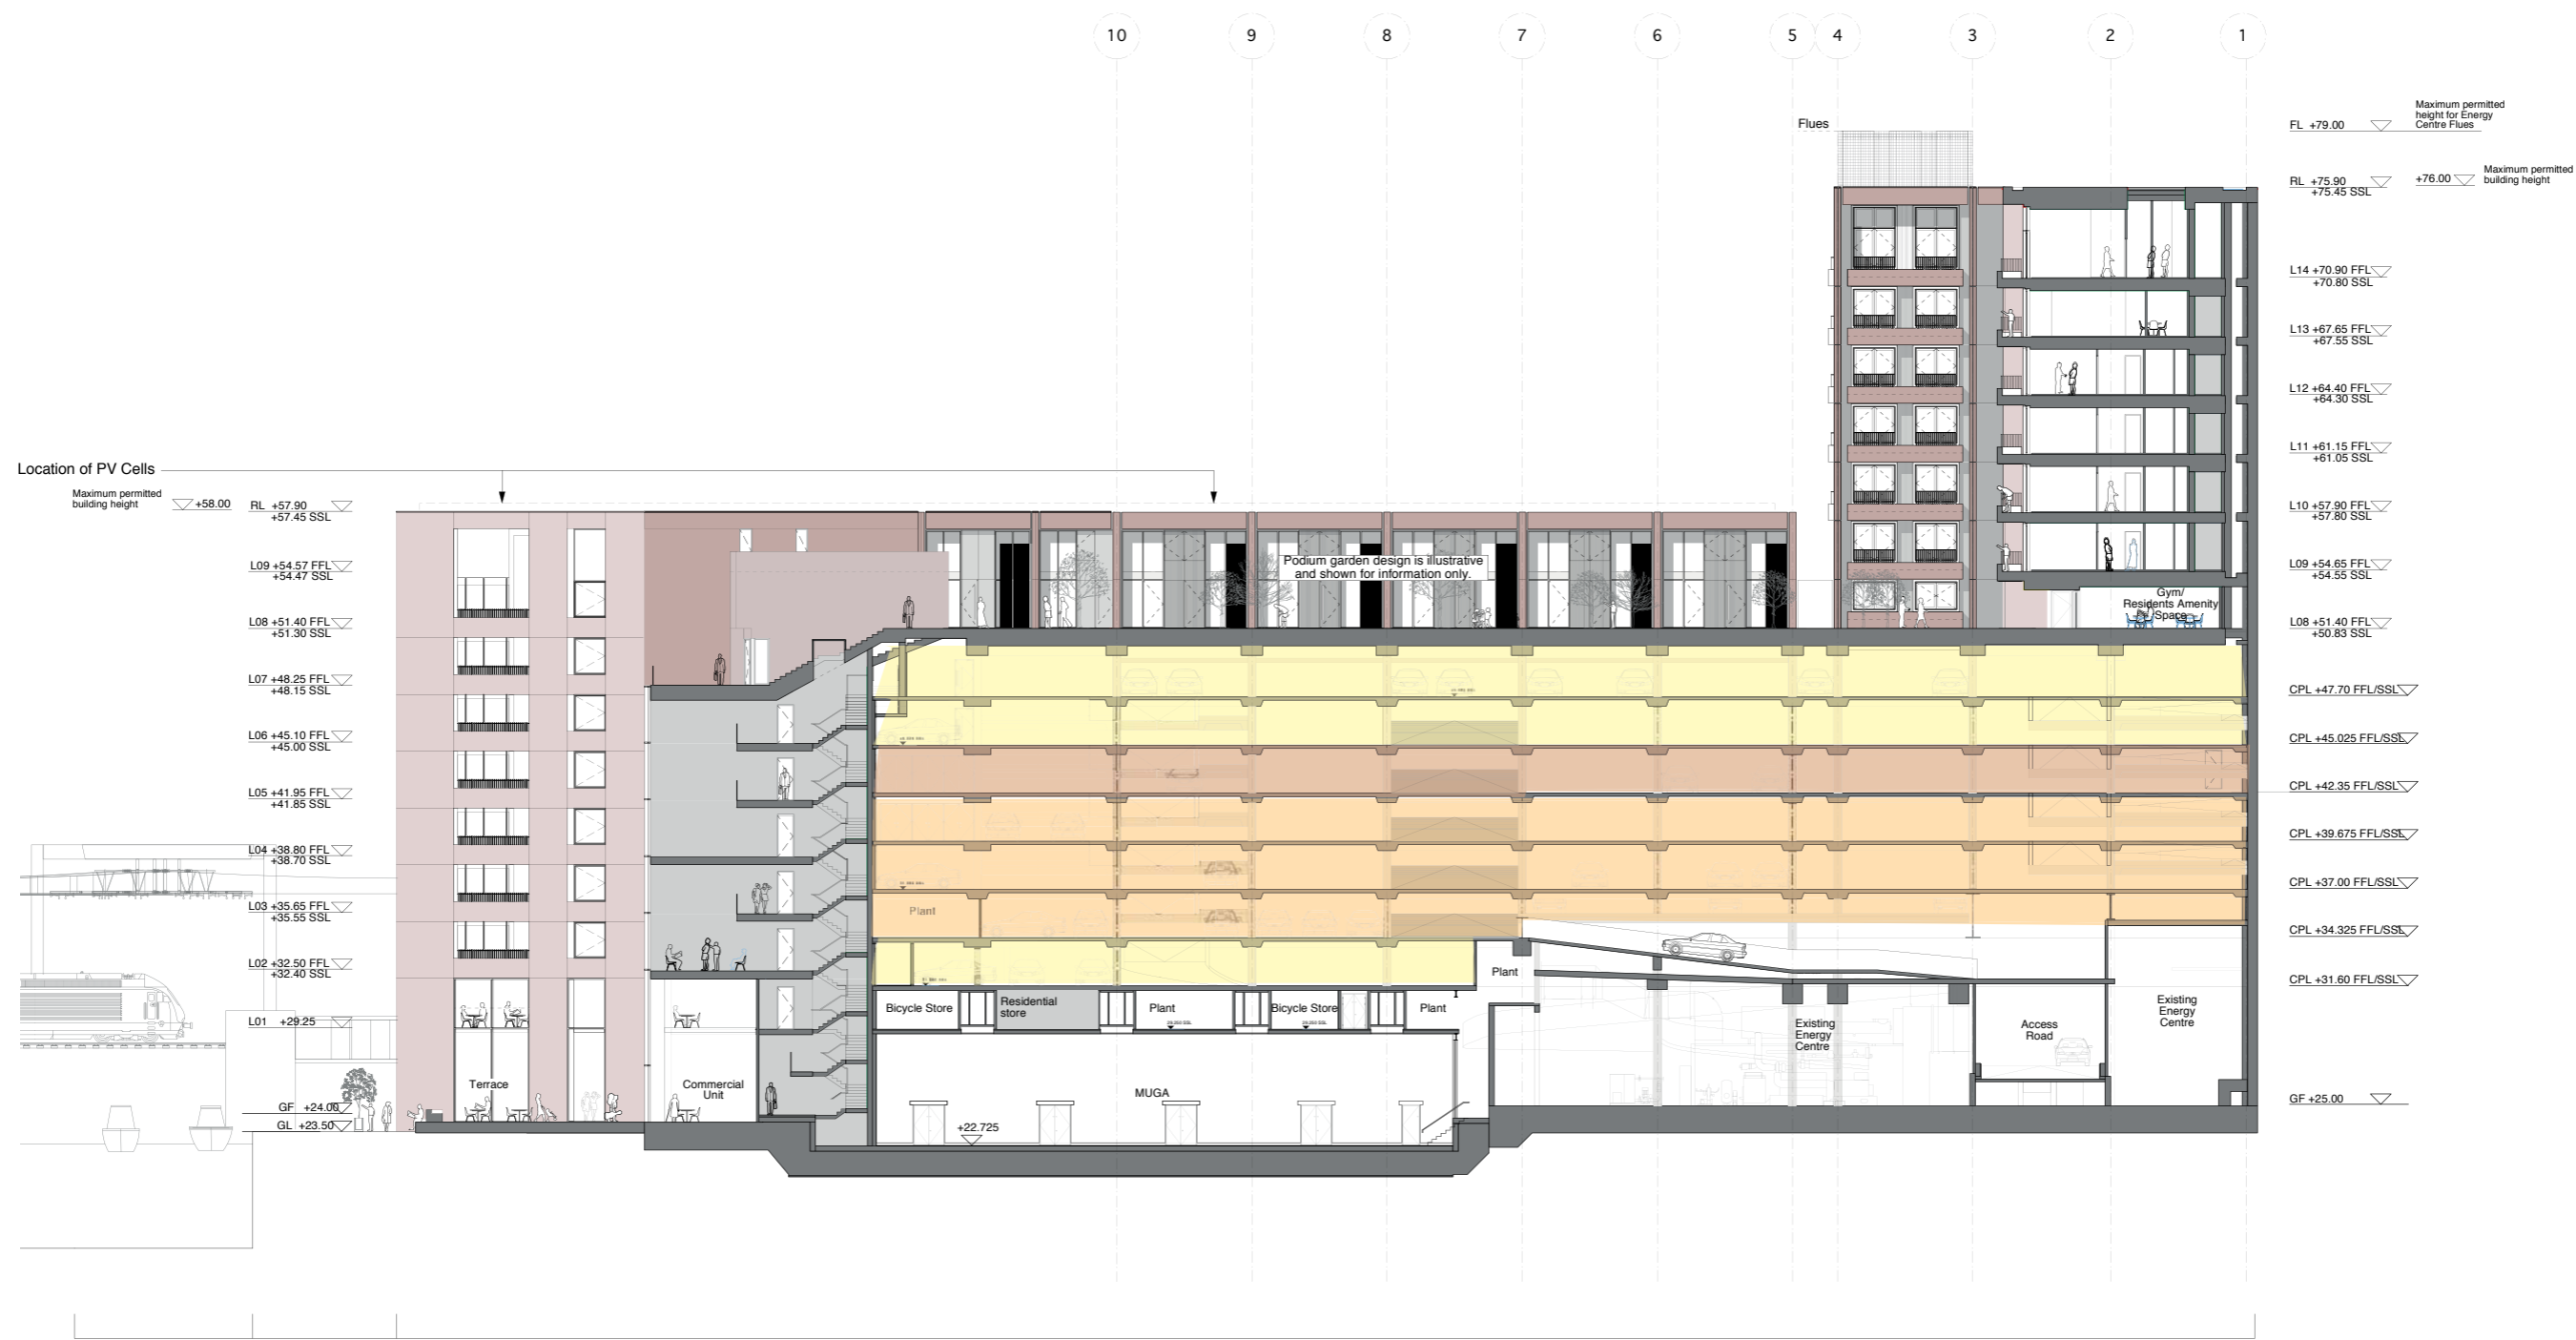 10
9
8
7
6
5
4
3
2
1
Flues
FL +79.00
Maximum permitted
height for Energy
Centre Flues
RL +75.90
+75.45 SSL
+76.00
Maximum permitted
building height
L14 +70.90 FFL
+70.80 SSL
L13 +67.65 FFL
+67.55 SSL
L12 +64.40 FFL
+64.30 SSL
L11 +61.15 FFL
+61.05 SSL
L10 +57.90 FFL
+57.80 SSL
L09 +54.65 FFL
+54.55 SSL
L08 +51.40 FFL
+50.83 SSL
CPL +47.70 FFL/SSL
CPL +45.025 FFL/SSL
CPL +42.35 FFL/SSL
CPL +39.675 FFL/SSL
CPL +37.00 FFL/SSL
CPL +34.325 FFL/SSL
CPL +31.60 FFL/SSL
GF +25.00
Location of PV Cells
Maximum permitted
building height
+58.00
RL +57.90
+57.45 SSL
L09 +54.57 FFL
+54.47 SSL
L08 +51.40 FFL
+51.30 SSL
L07 +48.25 FFL
+48.15 SSL
L06 +45.10 FFL
+45.00 SSL
L05 +41.95 FFL
+41.85 SSL
L04 +38.80 FFL
+38.70 SSL
L03 +35.65 FFL
+35.55 SSL
L02 +32.50 FFL
+32.40 SSL
L01 +29.25
GF +24.00
GL +23.50
Podium garden design is illustrative
and shown for information only.
Gym/
Residents Amenity
Space
Plant
Plant
Bicycle Store
Residential
store
Plant
Bicycle Store
Plant
Existing
Energy
Centre
Access
Road
Existing
Energy
Centre
Terrace
Commercial
Unit
MUGA
+22.725